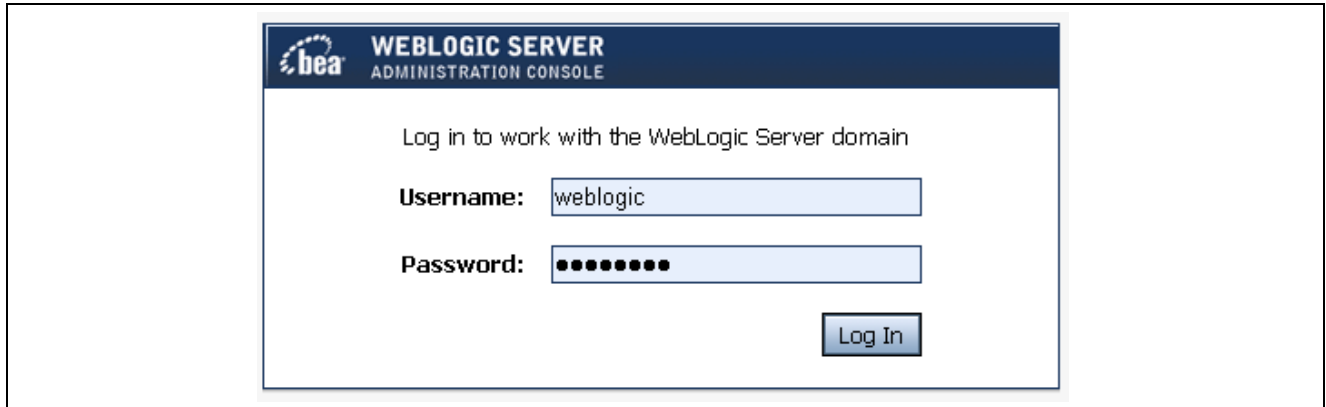 bea
WEBLOGIC SERVER
ADMINISTRATION CONSOLE
Log in to work with the WebLogic Server domain
Username: weblogic
Password: ●●●●●●●●
Log In